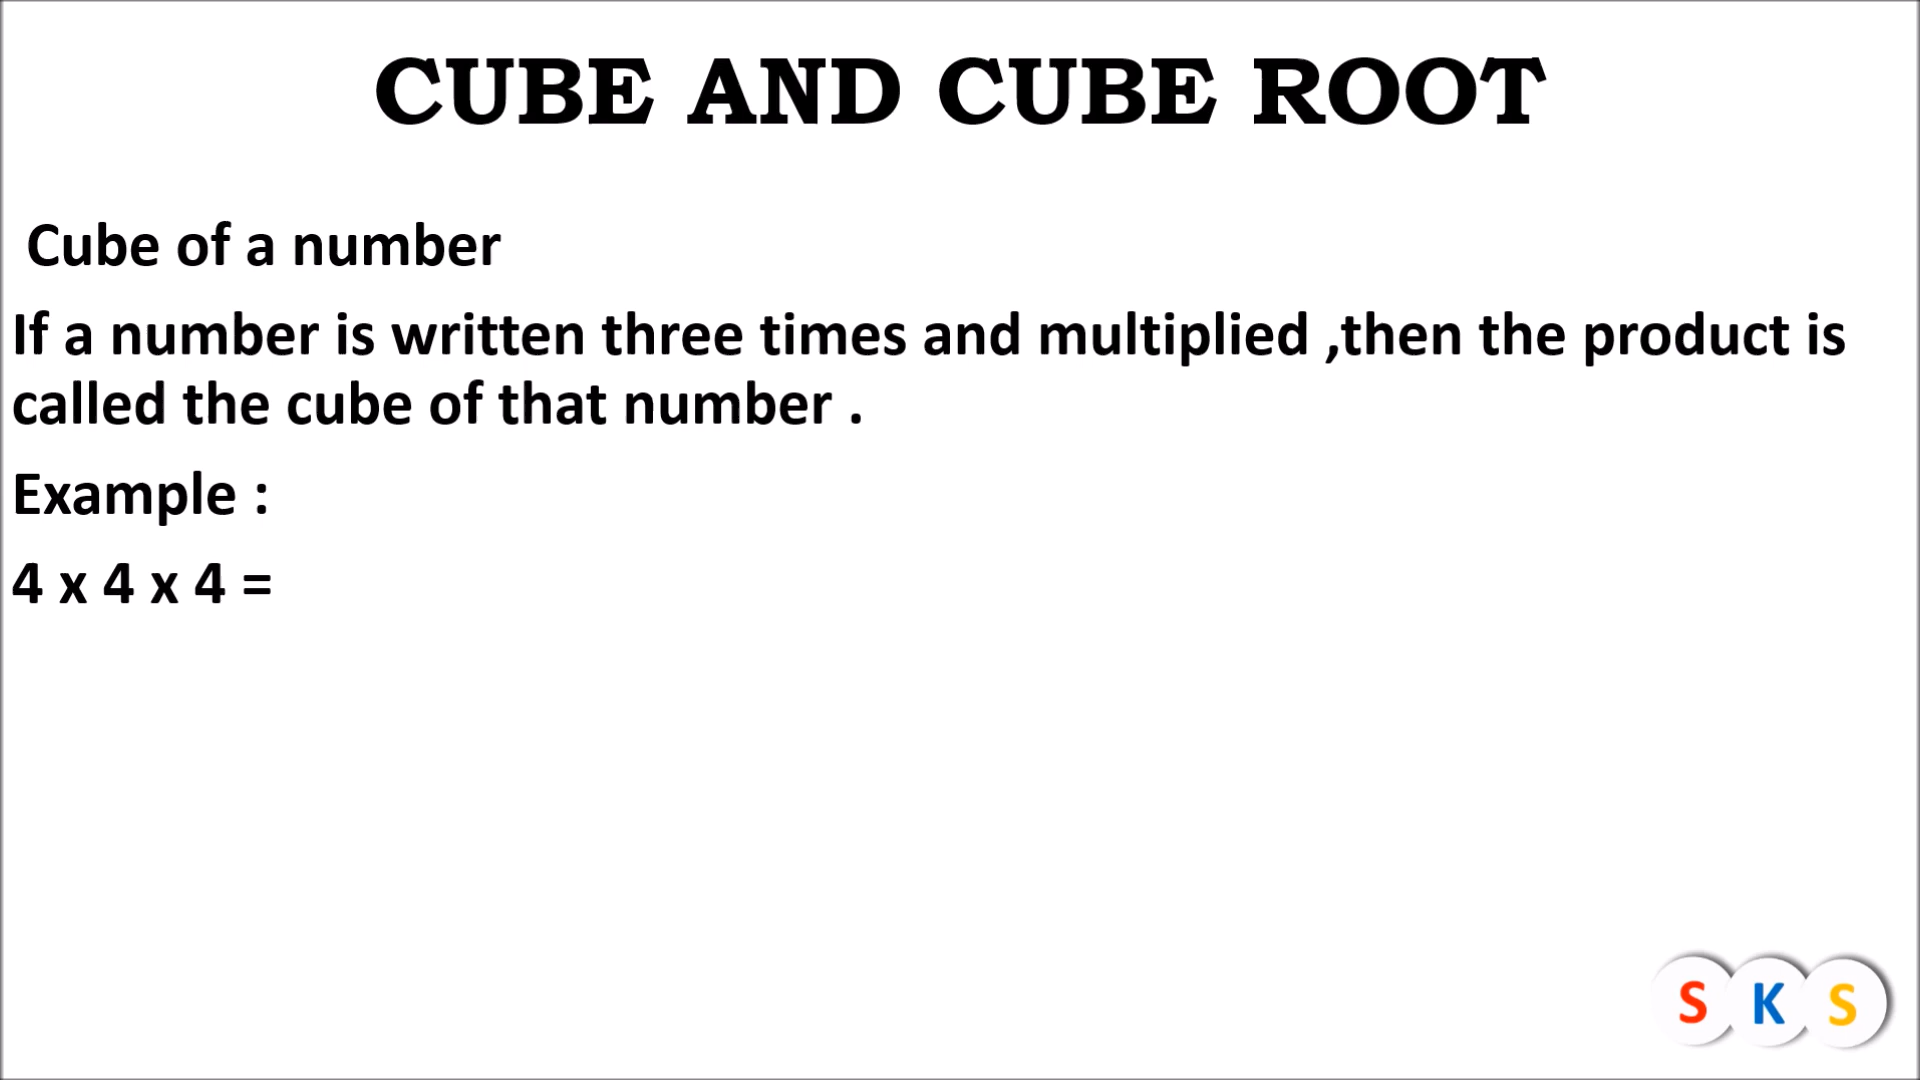 CUBE AND CUBE ROOT
Cube of a number
If a number is written three times and multiplied ,then the product is
called the cube of that number .
Example :
4 x 4 x 4 =
S K S